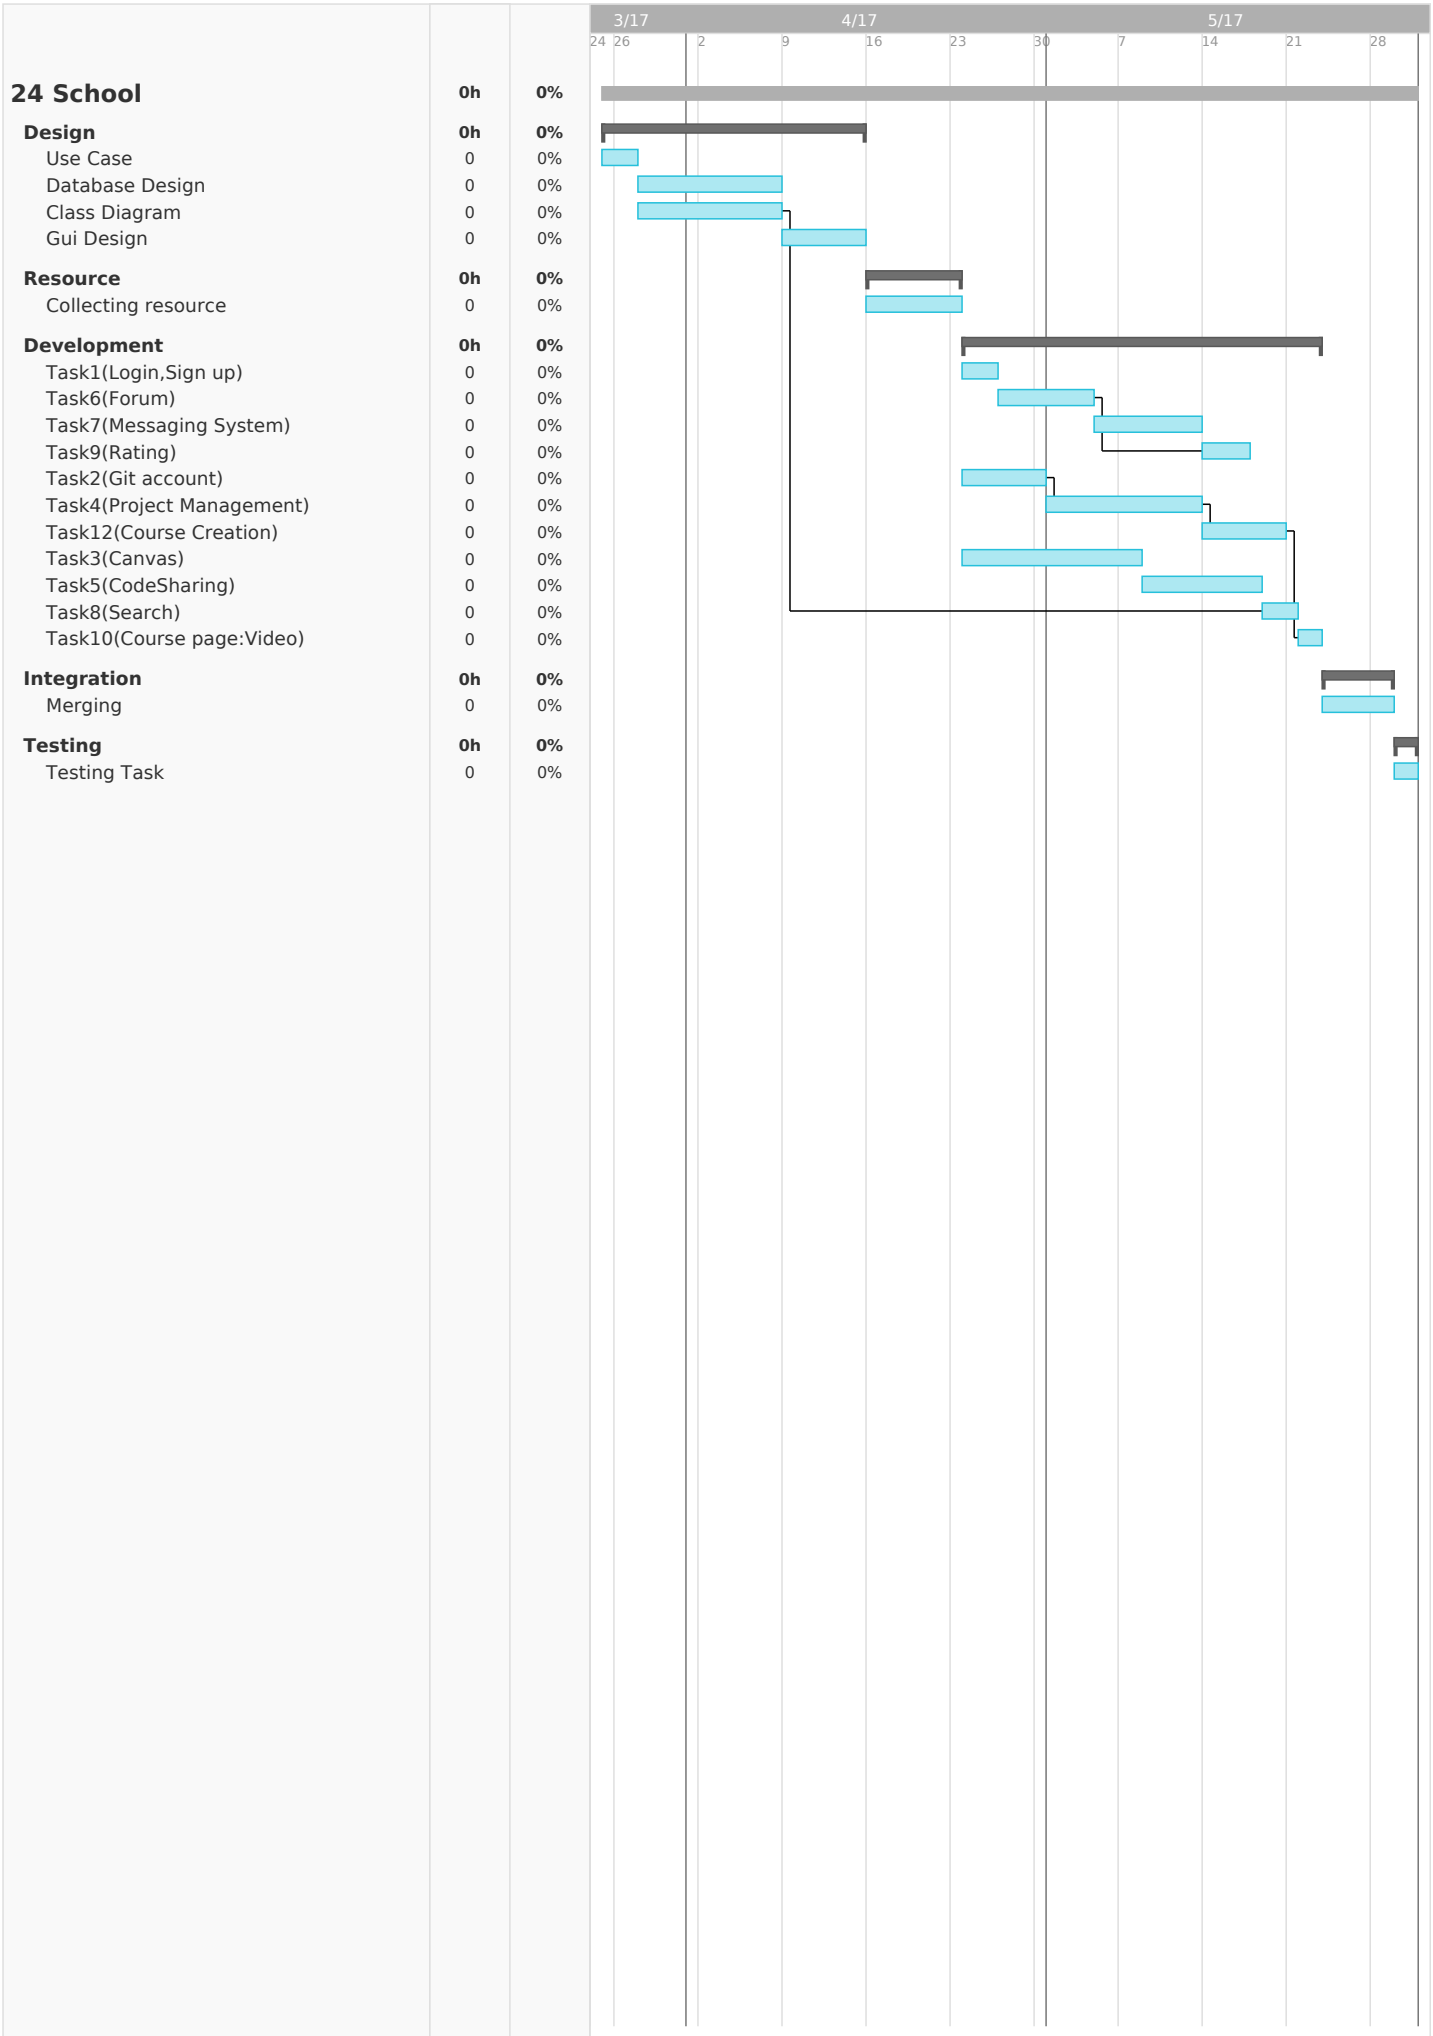 3/17 4/17 5/17
24 26 2 9 16 23 30 7 14 21 28
24 School 0h 0%
Design 0h 0%
Use Case 0 0%
Database Design 0 0%
Class Diagram 0 0%
Gui Design 0 0%
Resource 0h 0%
Collecting resource 0 0%
Development 0h 0%
Task1(Login,Sign up) 0 0%
Task6(Forum) 0 0%
Task7(Messaging System) 0 0%
Task9(Rating) 0 0%
Task2(Git account) 0 0%
Task4(Project Management) 0 0%
Task12(Course Creation) 0 0%
Task3(Canvas) 0 0%
Task5(CodeSharing) 0 0%
Task8(Search) 0 0%
Task10(Course page:Video) 0 0%
Integration 0h 0%
Merging 0 0%
Testing 0h 0%
Testing Task 0 0%